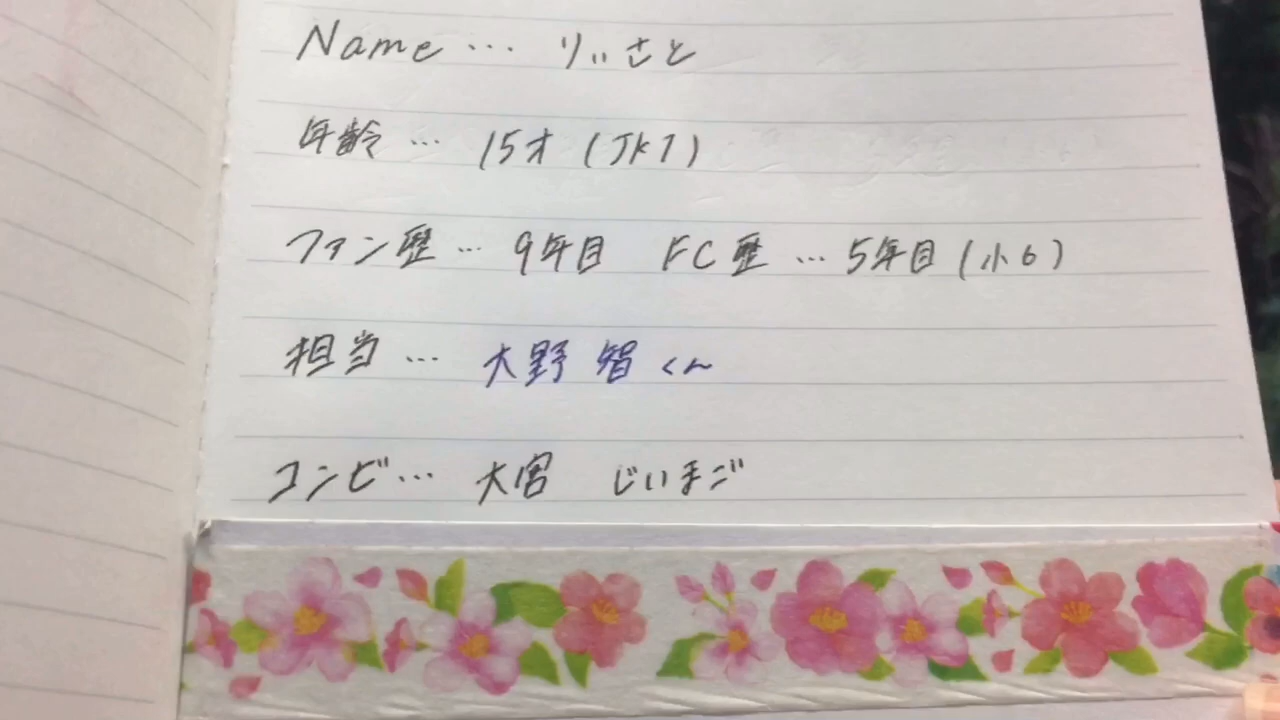 Name … りぃさと
年齢 … 15才 (JK1)
ファン歴 … 9年目 FC歴 … 5年目 (小6)
担当 … 大野 智くん
コンビ … 大宮 じいまご